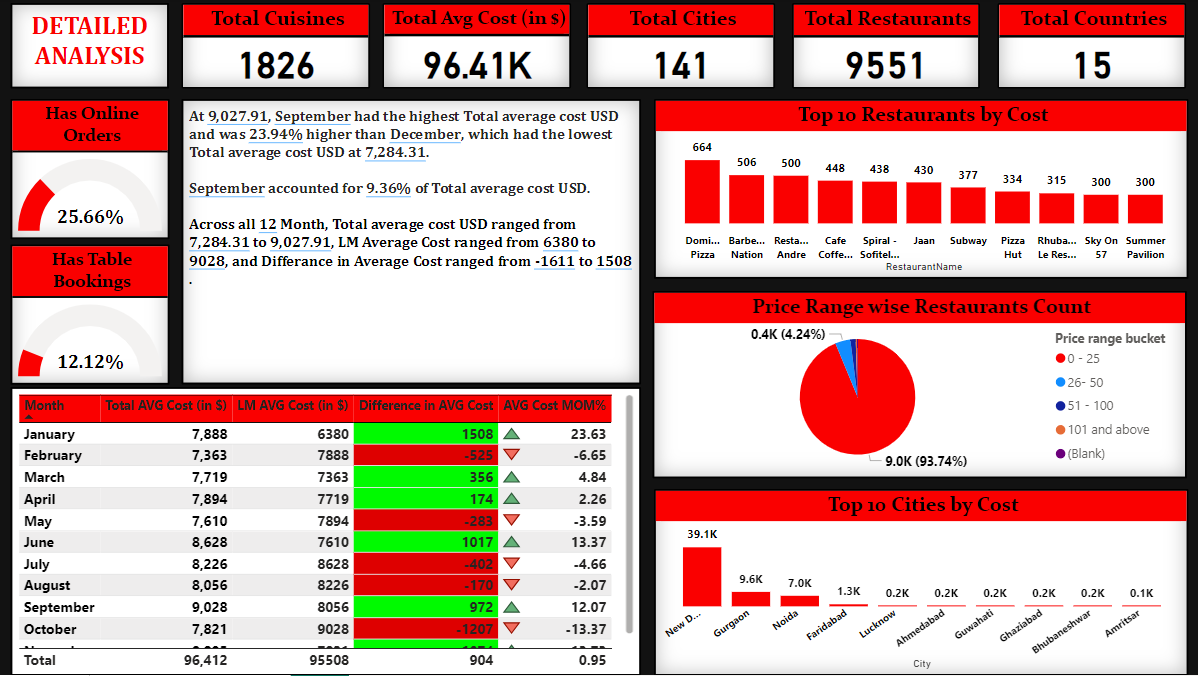 DETAILED
ANALYSIS
Total Cuisines
1826
Total Avg Cost (in $)
96.41K
Total Cities
141
Total Restaurants
9551
Total Countries
15
Has Online
Orders
25.66%
Has Table
Bookings
12.12%
At 9,027.91, September had the highest Total average cost USD
and was 23.94% higher than December, which had the lowest
Total average cost USD at 7,284.31.
September accounted for 9.36% of Total average cost USD.
Across all 12 Month, Total average cost USD ranged from
7,284.31 to 9,027.91, LM Average Cost ranged from 6380 to
9028, and Differance in Average Cost ranged from -1611 to 1508
.
Top 10 Restaurants by Cost
664 506 500 448 438 430 377 334 315 300 300
Domi... Barbe... Resta... Cafe Spiral - Jaan Subway Pizza Rhuba... Sky On Summer
Pizza Nation Andre Coffe... Sofitel... Hut Le Res... 57 Pavilion
RestaurantName
Price Range wise Restaurants Count
0.4K (4.24%)
9.0K (93.74%)
Price range bucket
0 - 25
26- 50
51 - 100
101 and above
(Blank)
Month Total AVG Cost (in $) LM AVG Cost (in $) Difference in AVG Cost AVG Cost MOM%
January 7,888 6380 1508 23.63
February 7,363 7888 -525 -6.65
March 7,719 7363 356 4.84
April 7,894 7719 174 2.26
May 7,610 7894 -283 -3.59
June 8,628 7610 1017 13.37
July 8,226 8628 -402 -4.66
August 8,056 8226 -170 -2.07
September 9,028 8056 972 12.07
October 7,821 9028 -1207 -13.37
Total 96,412 95508 904 0.95
Top 10 Cities by Cost
39.1K 9.6K 7.0K 1.3K 0.2K 0.2K 0.2K 0.2K 0.2K 0.1K
New D... Gurgaon Noida Faridabad Lucknow Ahmedabad Guwahati Ghaziabad Bhubaneshwar Amritsar
City